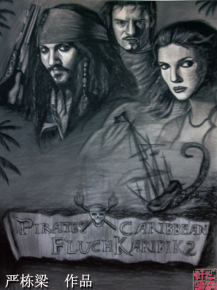 PIRATES CARIBBEAN
FLUCH KARIBIK 2
严栋梁 作品